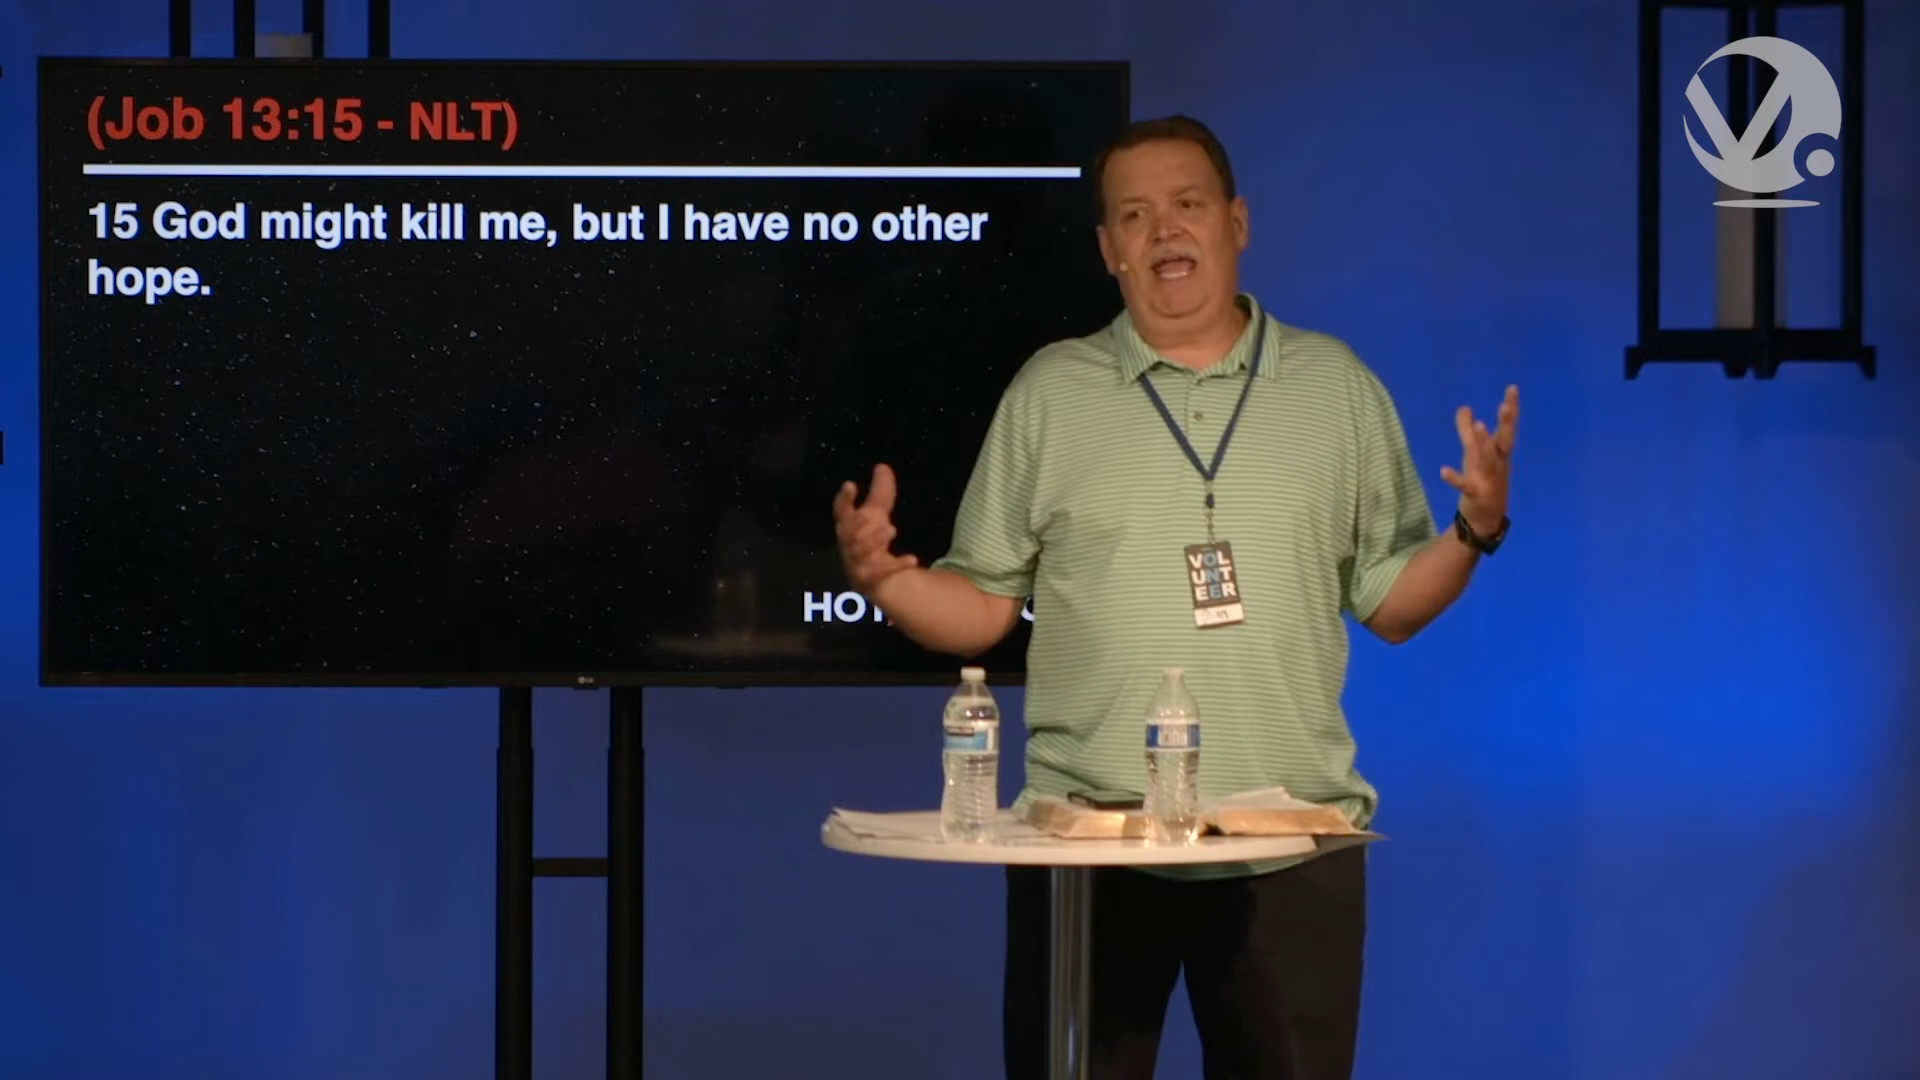 (Job 13:15 - NLT)
15 God might kill me, but I have no other
hope.
VOL
UNT
EER